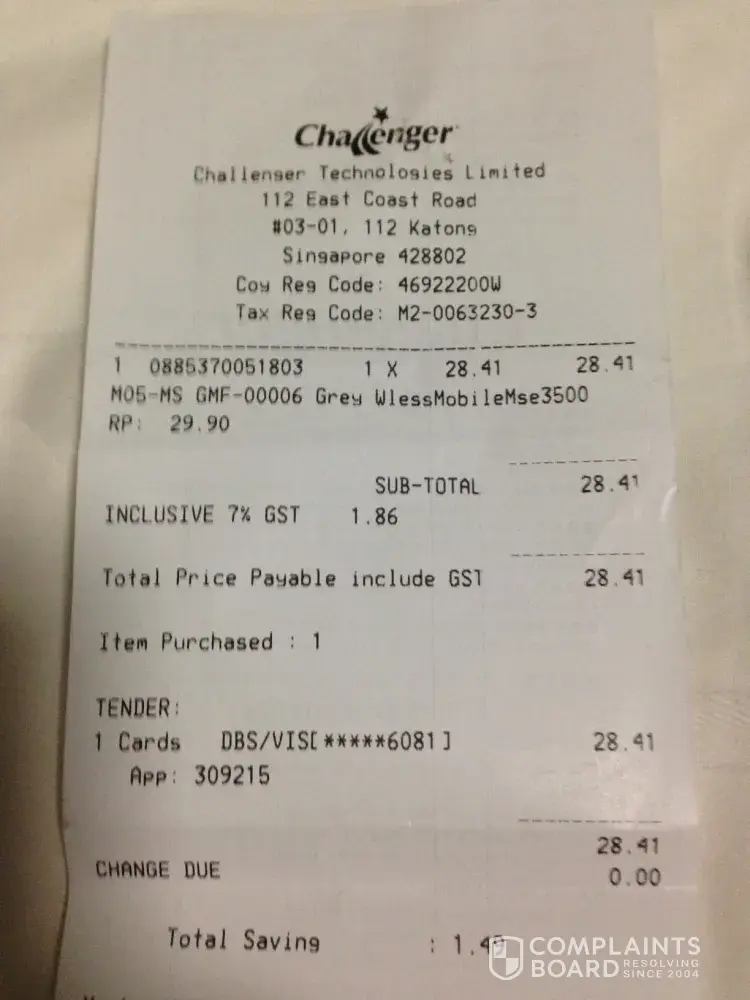 Challenger
Challenger Technologies Limited
112 East Coast Road
#03-01, 112 Katong
Singapore 428802
Coy Reg Code: 46922200W
Tax Reg Code: M2-0063230-3
1 0885370051803 1 X 28.41 28.41
M05-MS GMF-00006 Grey WlessMobileMse3500
RP: 29.90
SUB-TOTAL 28.41
INCLUSIVE 7% GST 1.86
Total Price Payable include GST 28.41
Item Purchased : 1
TENDER:
1 Cards DBS/VIS[*****6081]  28.41
App: 309215
28.41
CHANGE DUE 0.00
Total Saving :
COMPLAINTS
BOARD RESOLVING
SINCE 2004